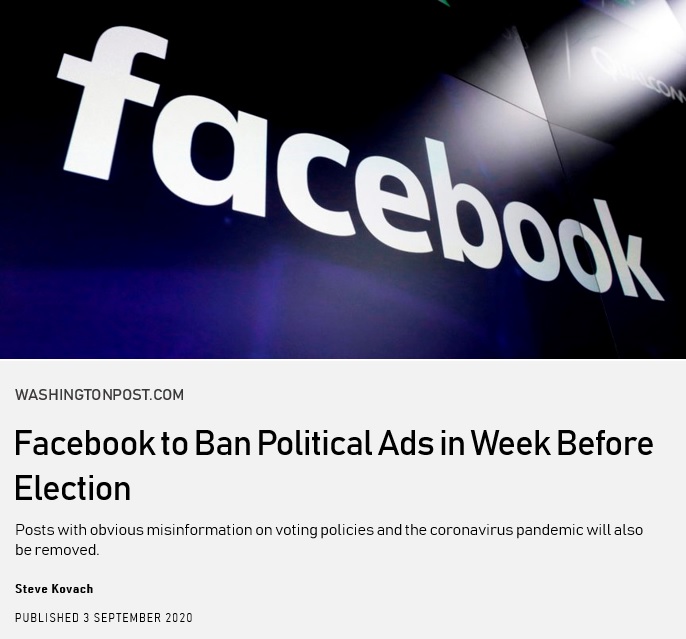 facebook
Qualcomm
WASHINGTONPOST.COM
Facebook to Ban Political Ads in Week Before
Election
Posts with obvious misinformation on voting policies and the coronavirus pandemic will also
be removed.
Steve Kovach
PUBLISHED 3 SEPTEMBER 2020